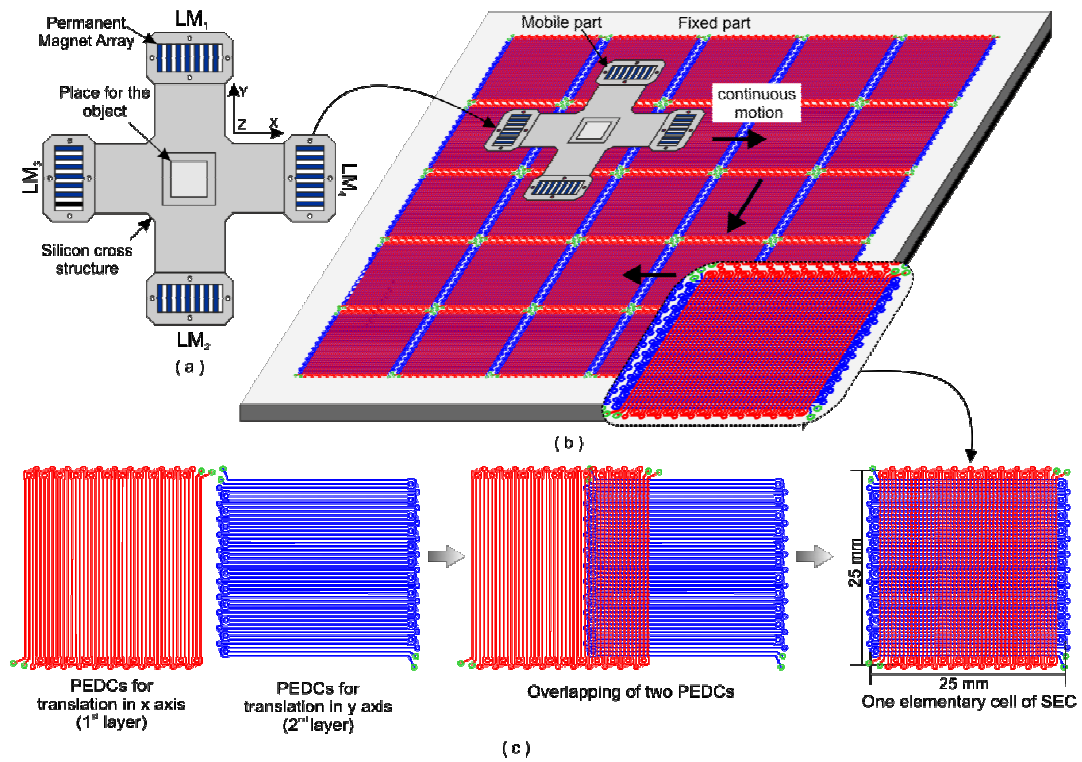 Permanent
Magnet Array
LM1
Place for the
object
Y
Z
X
LM3
LM4
Silicon cross
structure
LM2
( a )
Mobile part
Fixed part
continuous
motion
( b )
PEDCs for
translation in x axis
(1st layer)
PEDCs for
translation in y axis
(2nd layer)
Overlapping of two PEDCs
25 mm
25 mm
One elementary cell of SEC
( c )